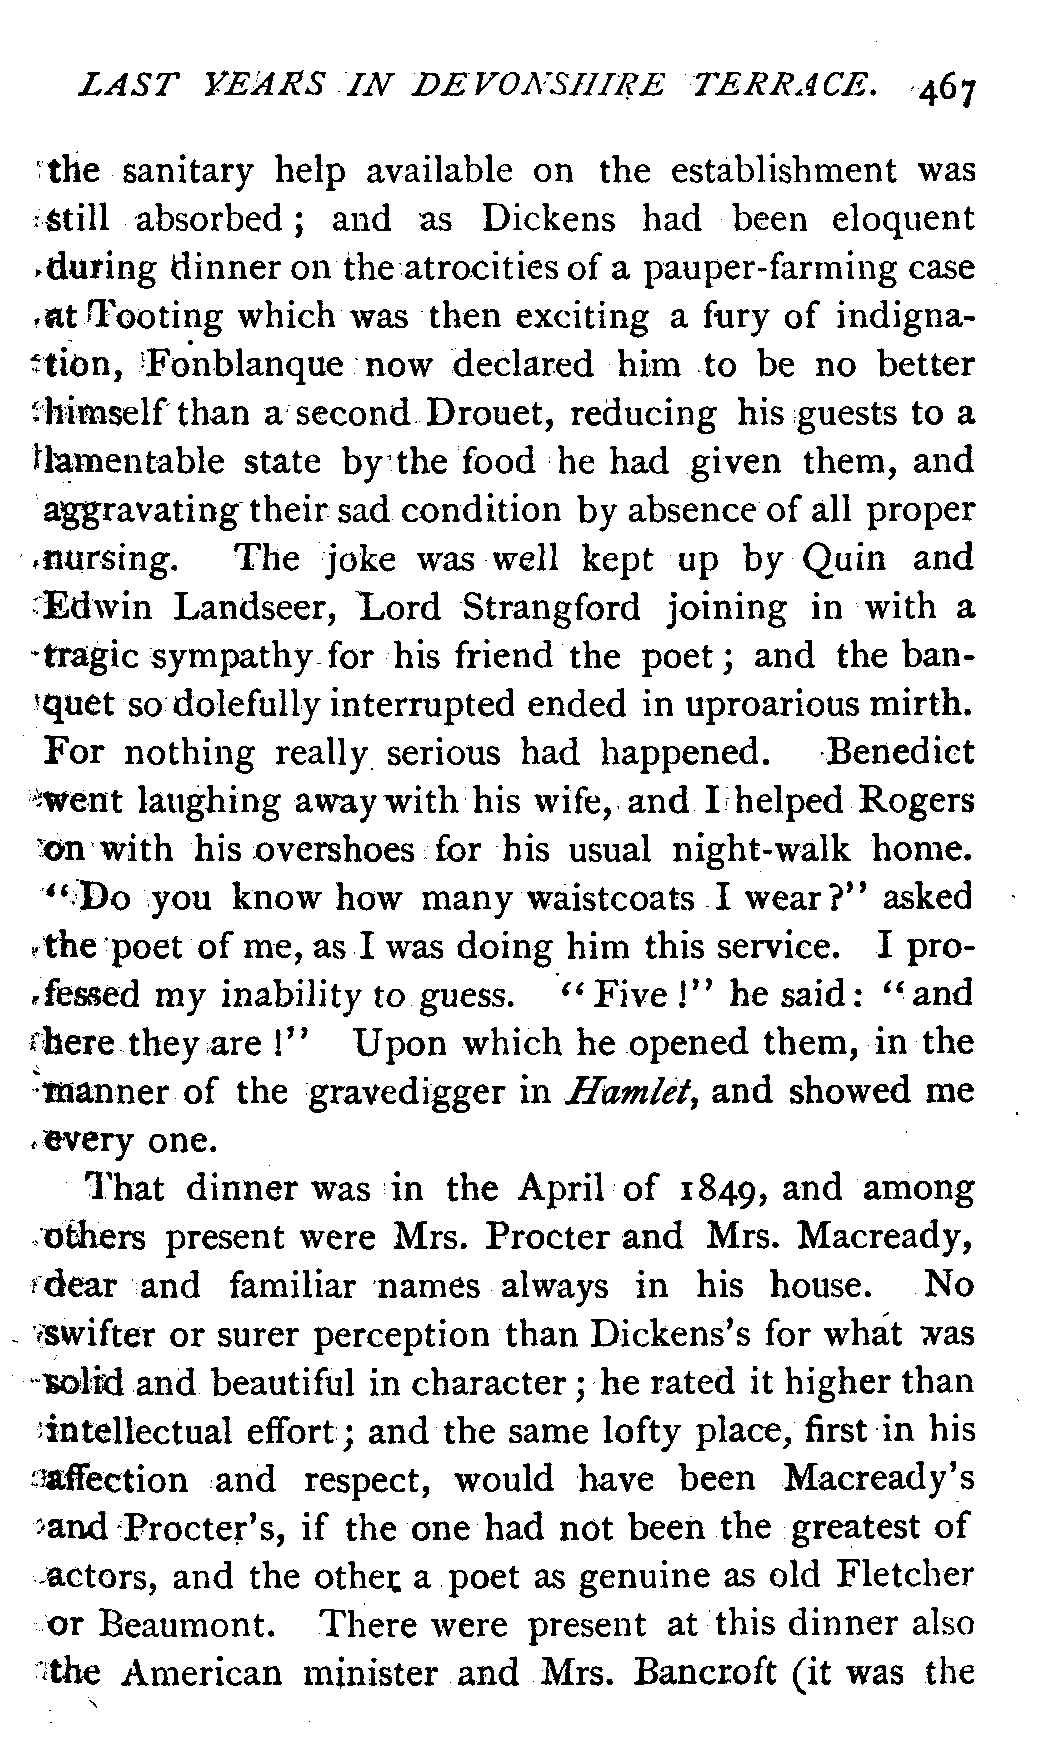 LAST YEARS IN DEVONSHIRE TERRACE. 467
the sanitary help available on the establishment was
still absorbed ; and as Dickens had been eloquent
during dinner on the atrocities of a pauper-farming case
at Tooting which was then exciting a fury of indigna-
tion, Fonblanque now declared him to be no better
himself than a second Drouet, reducing his guests to a
lamentable state by the food he had given them, and
aggravating their sad condition by absence of all proper
nursing. The joke was well kept up by Quin and
Edwin Landseer, Lord Strangford joining in with a
tragic sympathy for his friend the poet ; and the ban-
quet so dolefully interrupted ended in uproarious mirth.
For nothing really serious had happened. Benedict
went laughing away with his wife, and I helped Rogers
on with his overshoes for his usual night-walk home.
“Do you know how many waistcoats I wear?” asked
the poet of me, as I was doing him this service. I pro-
fessed my inability to guess. “Five!” he said: “and
here they are!” Upon which he opened them, in the
manner of the gravedigger in Hamlet, and showed me
every one.
That dinner was in the April of 1849, and among
others present were Mrs. Procter and Mrs. Macready,
dear and familiar names always in his house. No
swifter or surer perception than Dickens's for what was
solid and beautiful in character ; he rated it higher than
intellectual effort ; and the same lofty place, first in his
affection and respect, would have been Macready's
and Procter's, if the one had not been the greatest of
actors, and the other a poet as genuine as old Fletcher
or Beaumont. There were present at this dinner also
the American minister and Mrs. Bancroft (it was the